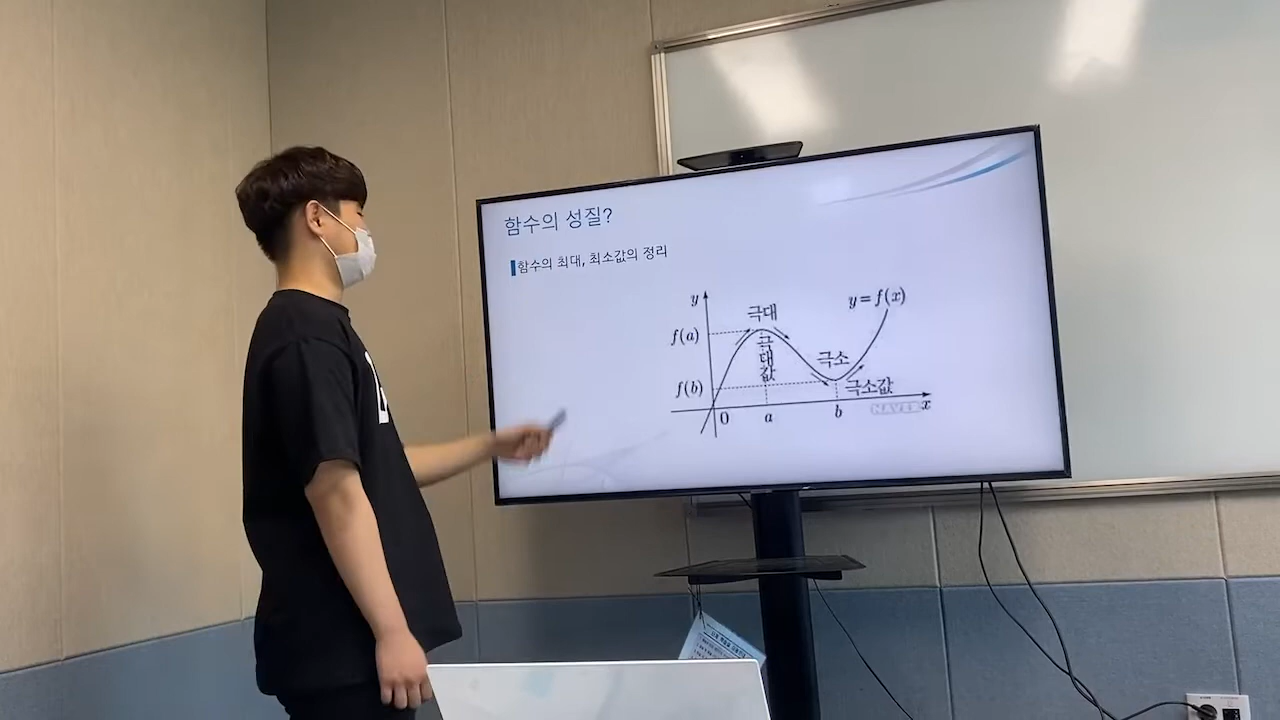 함수의 성질?
함수의 최대, 최소값의 정리
y
극대
y=f(x)
f(a)
극
대
값
극소
f(b)
극소값
NAVER
x
0
a
b